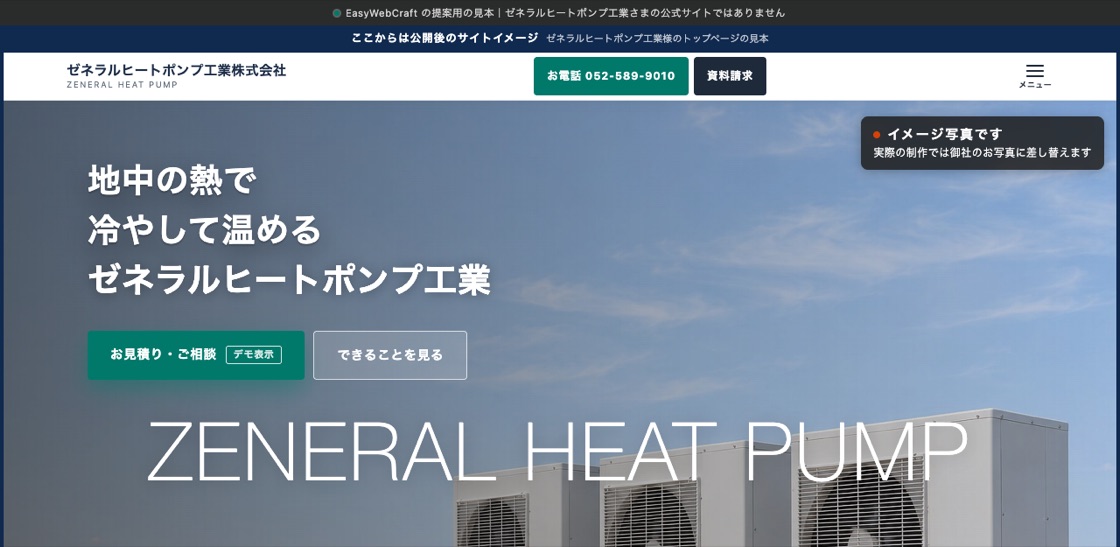 EasyWebCraft の提案用の見本｜ゼネラルヒートポンプ工業さまの公式サイトではありません
ここからは公開後のサイトイメージ ゼネラルヒートポンプ工業様のトップページの見本
ゼネラルヒートポンプ工業株式会社
ZENERAL HEAT PUMP
お電話 052-589-9010
資料請求
メニュー
イメージ写真です
実際の制作では御社のお写真に差し替えます
地中の熱で
冷やして温める
ゼネラルヒートポンプ工業
お見積り・ご相談 デモ表示
できることを見る
ZENERAL HEAT PUMP